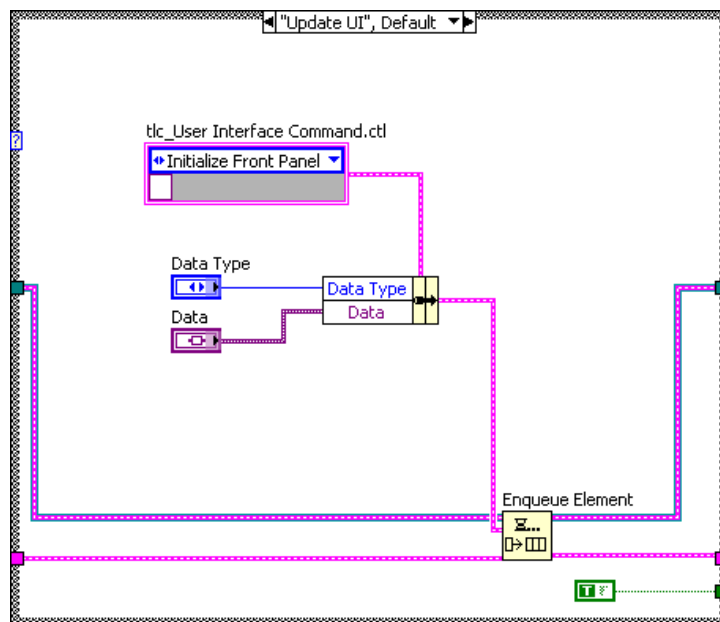 "Update UI", Default
?
tlc_User Interface Command.ctl
Initialize Front Panel
Data Type
Data Type
Data
Data
Enqueue Element
T